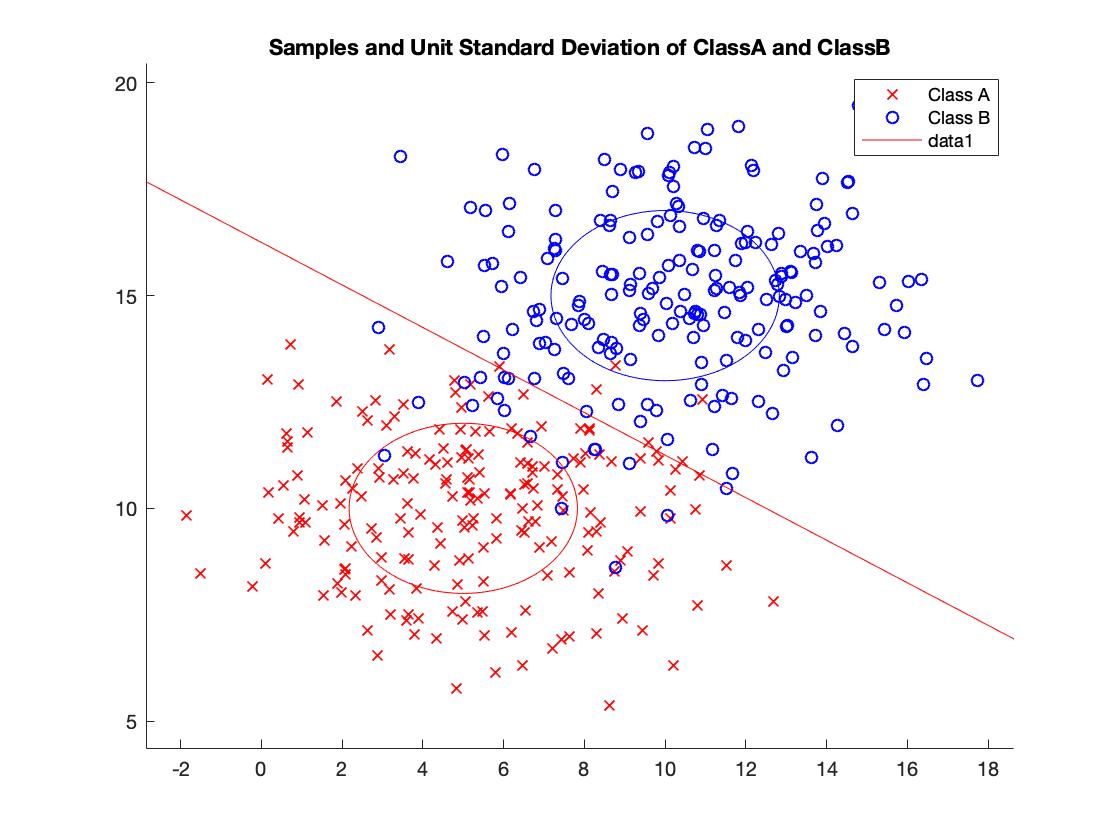 Samples and Unit Standard Deviation of ClassA and ClassB
Class A
Class B
data1
20
15
10
5
-2 0 2 4 6 8 10 12 14 16 18